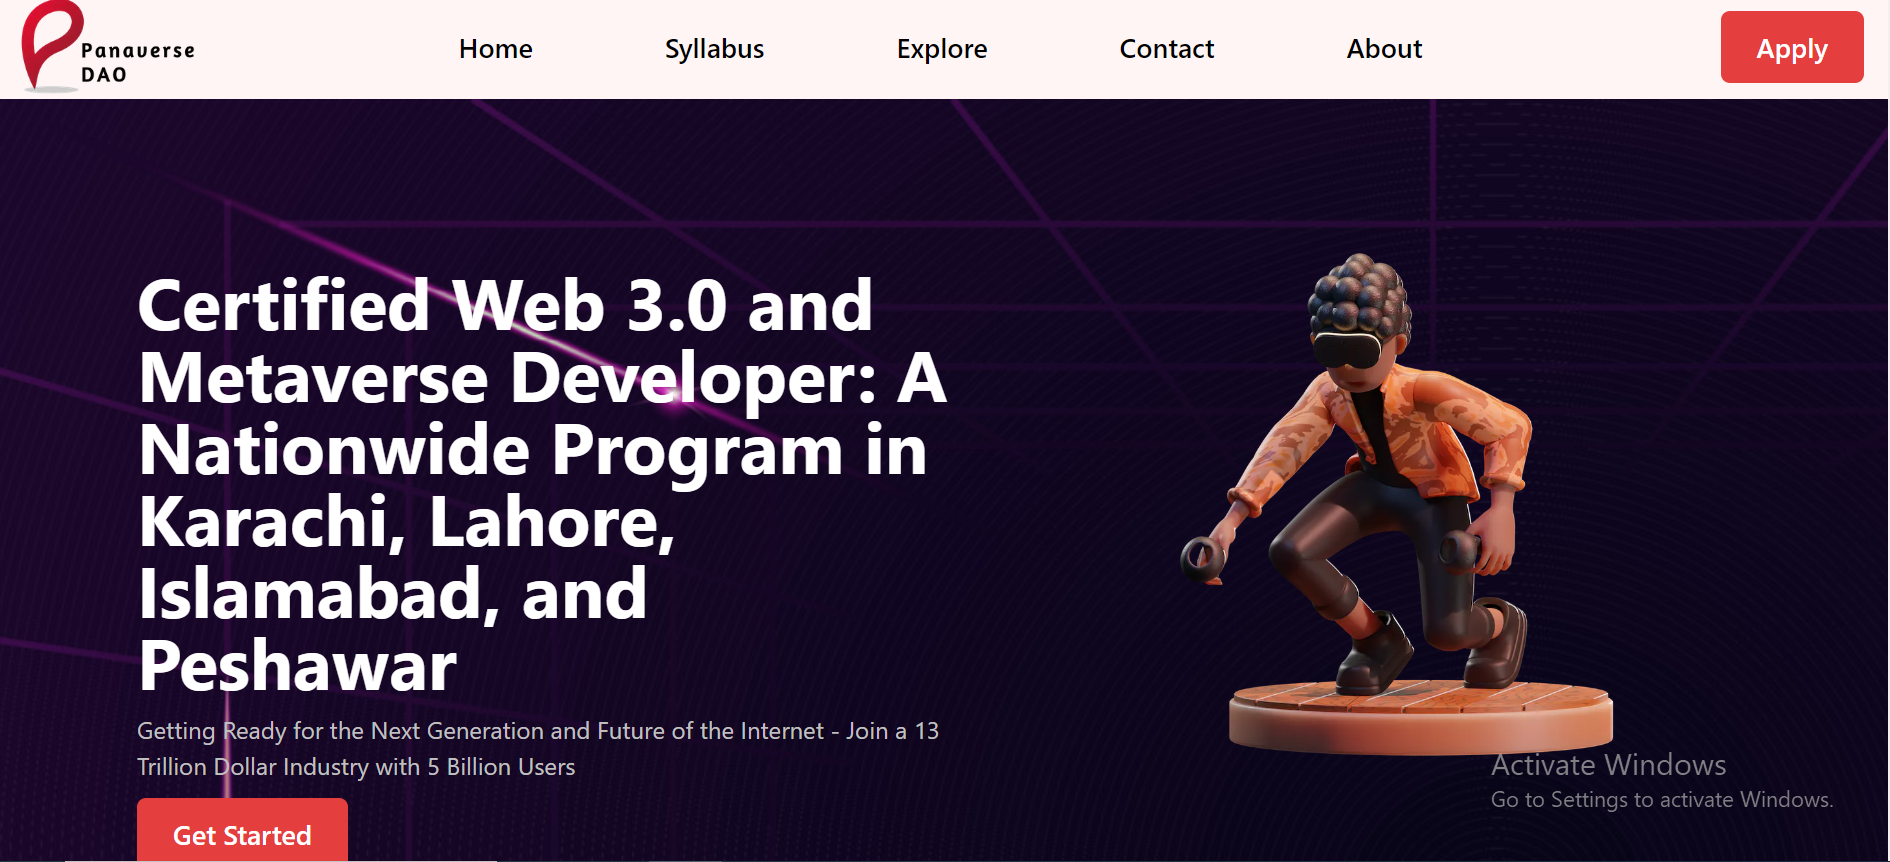 Panaverse
DAO
Home
Syllabus
Explore
Contact
About
Apply
Certified Web 3.0 and
Metaverse Developer: A
Nationwide Program in
Karachi, Lahore,
Islamabad, and
Peshawar
Getting Ready for the Next Generation and Future of the Internet - Join a 13
Trillion Dollar Industry with 5 Billion Users
Get Started
Activate Windows
Go to Settings to activate Windows.